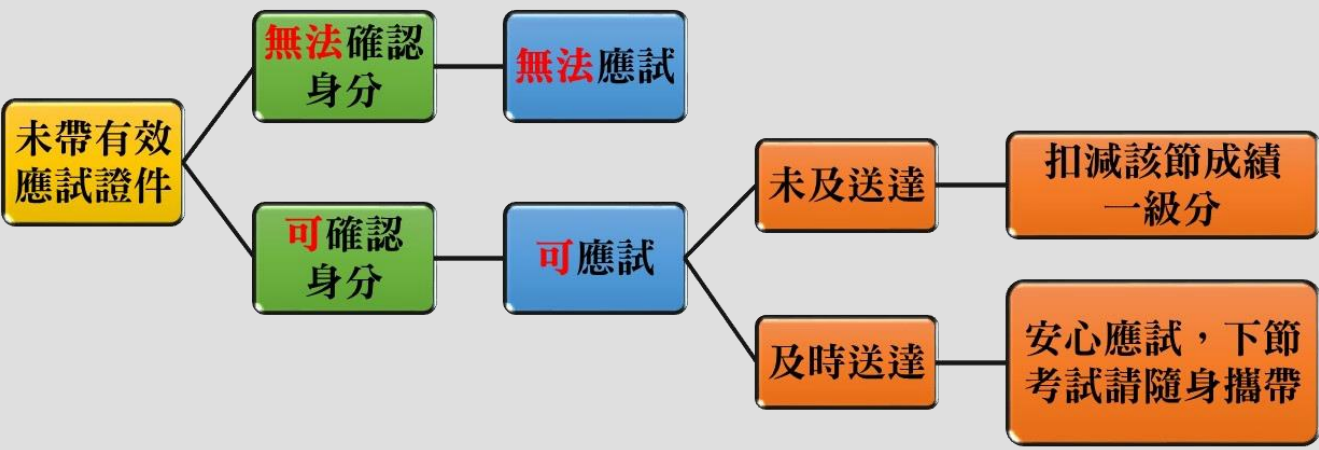 未帶有效
應試證件
無法確認
身分
無法應試
可確認
身分
可應試
未及送達
扣減該節成績
一級分
及時送達
安心應試，下節
考試請隨身攜帶